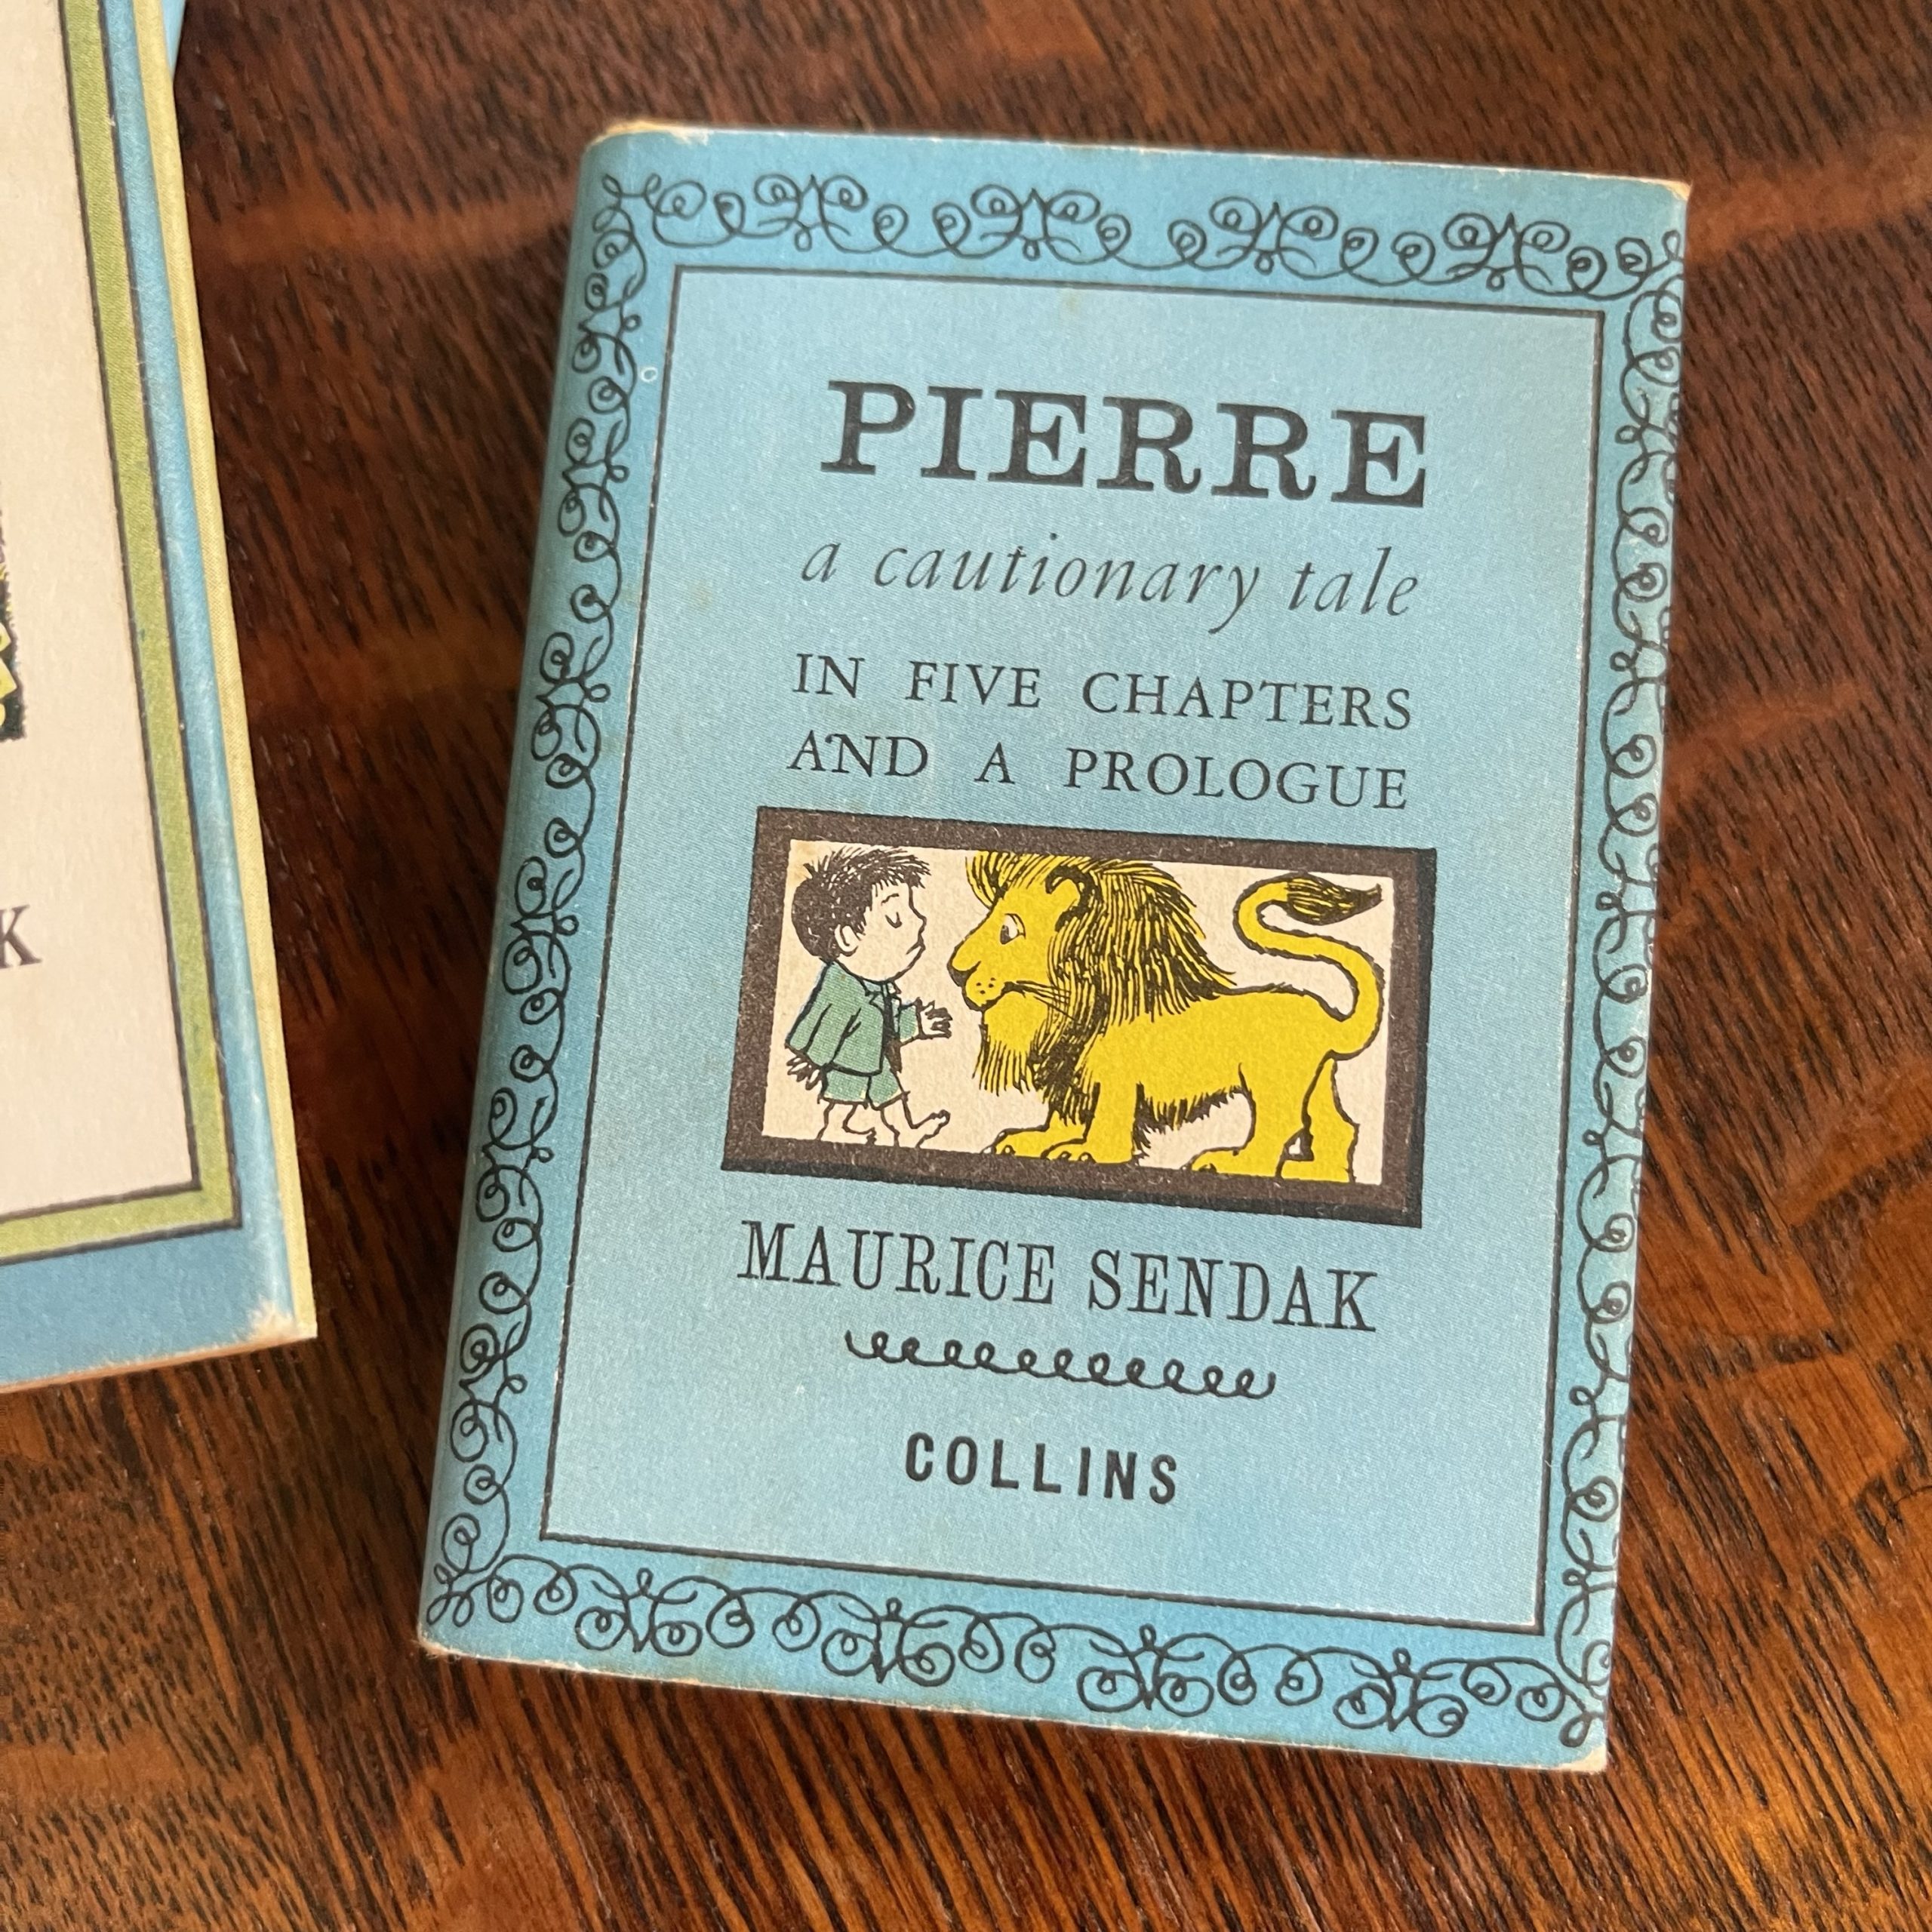 PIERRE
a cautionary tale
IN FIVE CHAPTERS
AND A PROLOGUE
MAURICE SENDAK
COLLINS
K